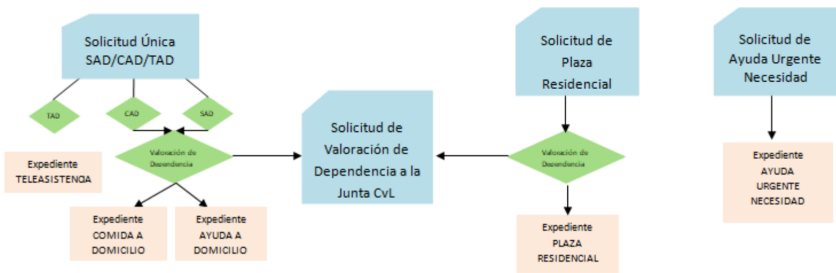 Solicitud Única
SAD/CAD/TAD
TAD
CAD
SAD
Valoración de
Dependencia
Expediente
TELEASISTENCIA
Expediente
COMIDA A
DOMICILIO
Expediente
AYUDA A
DOMICILIO
Solicitud de
Valoración de
Dependencia a la
Junta CvL
Solicitud de
Plaza
Residencial
Valoración de
Dependencia
Expediente
PLAZA
RESIDENCIAL
Solicitud de
Ayuda Urgente
Necesidad
Expediente
AYUDA
URGENTE
NECESIDAD